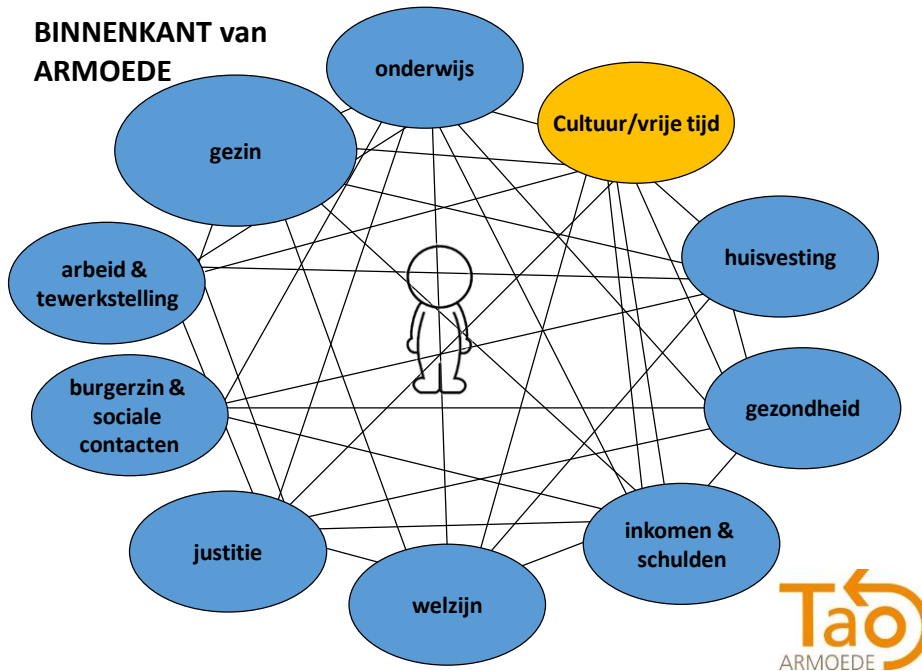 BINNENKANT van
ARMOEDE
onderwijs
Cultuur/vrije tijd
gezin
huisvesting
arbeid &
tewerkstelling
gezondheid
burgerzin &
sociale
contacten
inkomen &
schulden
justitie
welzijn
Tao
ARMOEDE